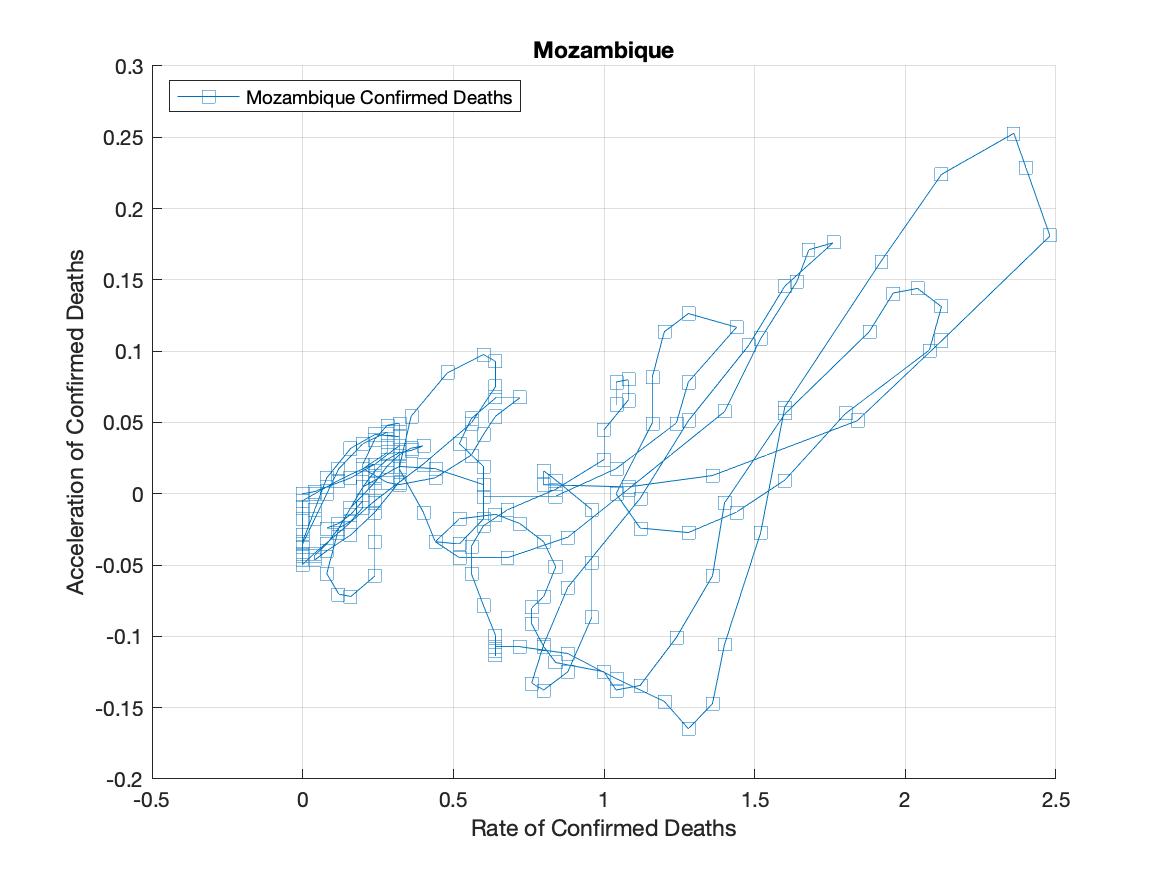 Mozambique
Mozambique Confirmed Deaths
0.3
0.25
0.2
0.15
0.1
0.05
0
-0.05
-0.1
-0.15
-0.2
Acceleration of Confirmed Deaths
-0.5 0 0.5 1 1.5 2 2.5
Rate of Confirmed Deaths